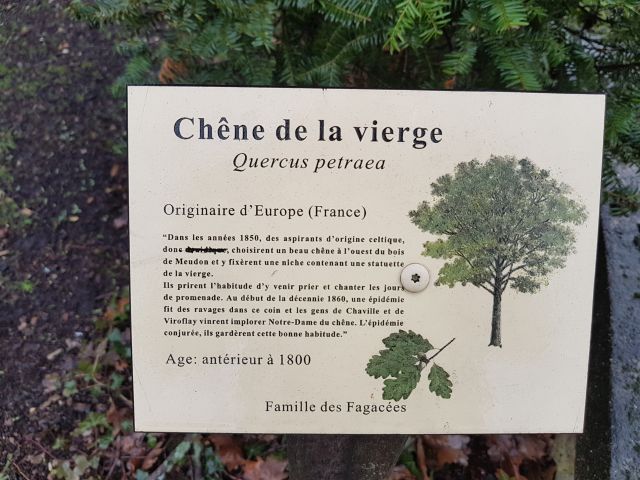 Chêne de la vierge
Quercus petraea
Originaire d'Europe (France)
"Dans les années 1850, des aspirants d'origine celtique,
donc , choisirent un beau chêne à l'ouest du bois
de Meudon et y fixèrent une niche contenant une statuette
de la vierge.
Ils prirent l'habitude d'y venir prier et chanter les jours
de promenade. Au début de la décennie 1860, une épidémie
fit des ravages dans ce coin et les gens de Chaville et de
Viroflay vinrent implorer Notre-Dame du chêne. L'épidémie
conjurée, ils gardèrent cette bonne habitude."
Age: antérieur à 1800
Famille des Fagacées